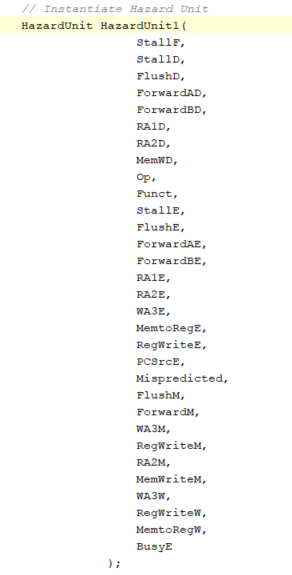 // Instantiate Hazard Unit
HazardUnit HazardUnit1(
StallF,
StallD,
FlushD,
ForwardAD,
ForwardBD,
RA1D,
RA2D,
MemWD,
Op,
Funct,
StallE,
FlushE,
ForwardAE,
ForwardBE,
RA1E,
RA2E,
WA3E,
MemtoRegE,
RegWriteE,
PCSrcE,
Mispredicted,
FlushM,
ForwardM,
WA3M,
RegWriteM,
RA2M,
MemWriteM,
WA3W,
RegWriteW,
MemtoRegW,
BusyE
);